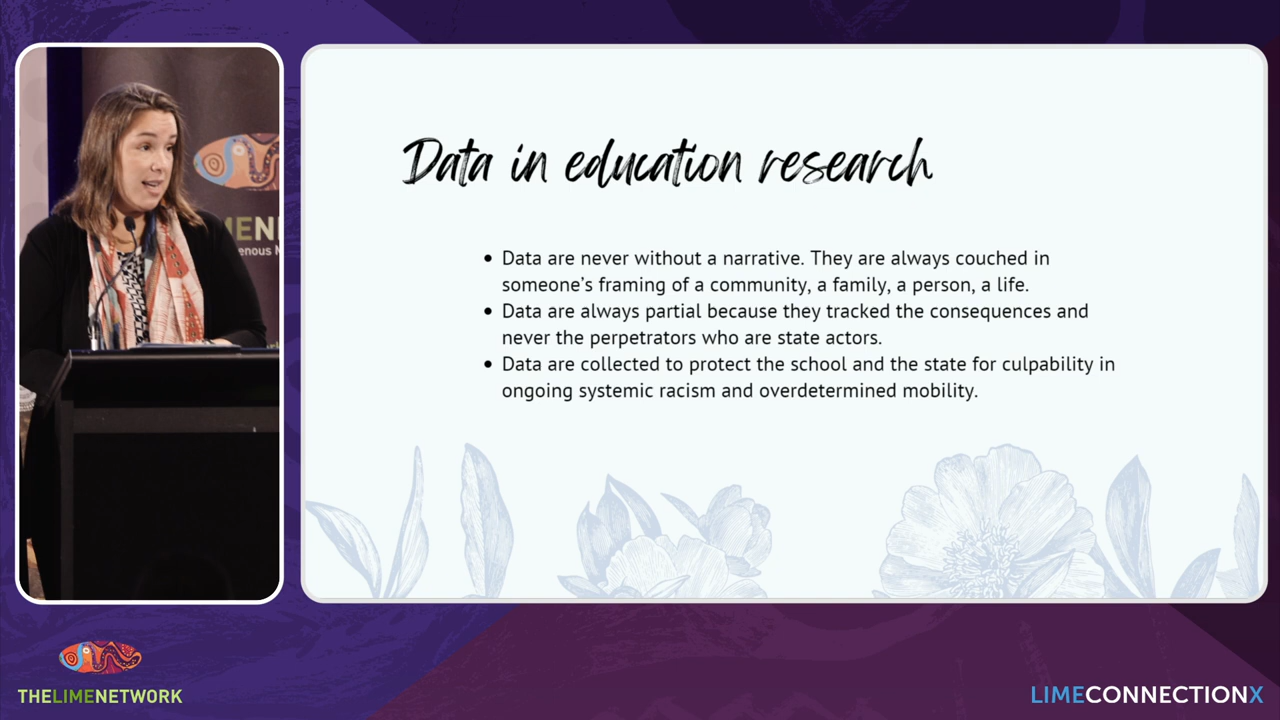 Data in education research
• Data are never without a narrative. They are always couched in
someone’s framing of a community, a family, a person, a life.
• Data are always partial because they tracked the consequences and
never the perpetrators who are state actors.
• Data are collected to protect the school and the state for culpability in
ongoing systemic racism and overdetermined mobility.
MEN
enous M
THELIMENETWORK
LIMECONNECTIONX